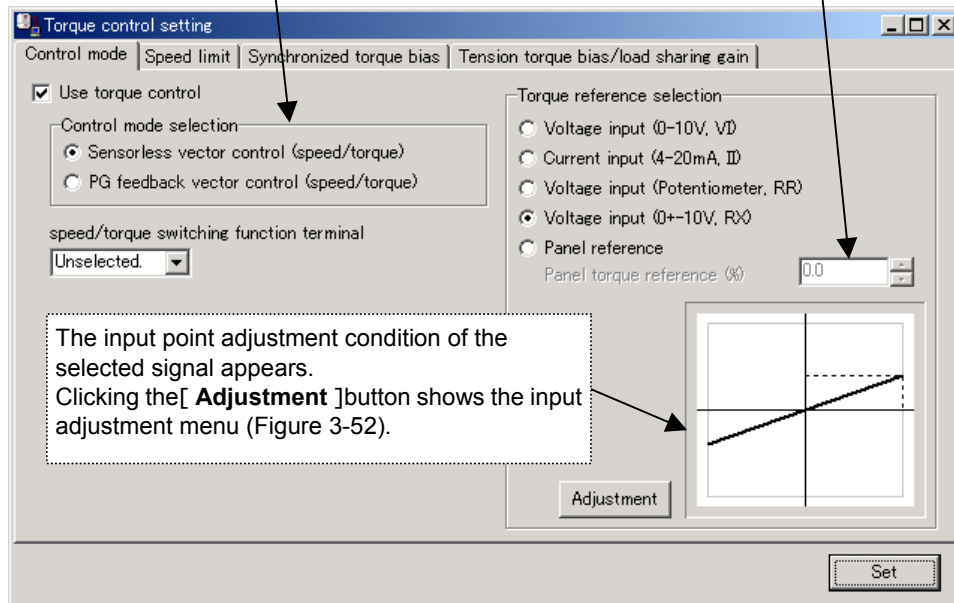 Torque control setting
Control mode
Speed limit
Synchronized torque bias
Tension torque bias/load sharing gain
Use torque control
Control mode selection
Sensorless vector control (speed/torque)
PG feedback vector control (speed/torque)
speed/torque switching function terminal
Unselected.
Torque reference selection
Voltage input (0-10V, VI)
Current input (4-20mA, II)
Voltage input (Potentiometer, RR)
Voltage input (0+-10V, RX)
Panel reference
Panel torque reference (%)
0.0
The input point adjustment condition of the
selected signal appears.
Clicking the[ Adjustment ]button shows the input
adjustment menu (Figure 3-52).
Adjustment
Set